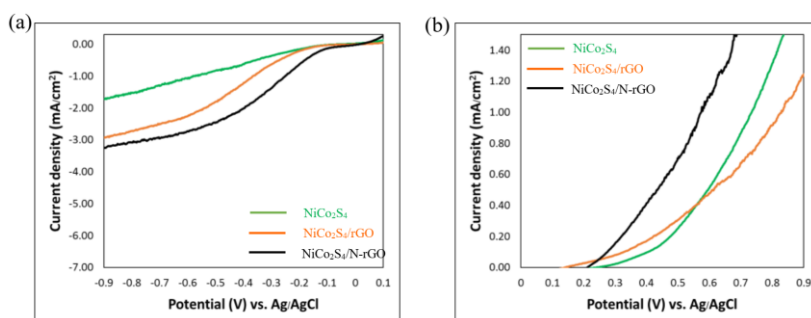 (a)
0.00
-1.00
-2.00
-3.00
-4.00
-5.00
-6.00
-7.00
Current density (mA/cm²)
NiCo₂S₄
NiCo₂S₄/rGO
NiCo₂S₄/N-rGO
-0.9 -0.8 -0.7 -0.6 -0.5 -0.4 -0.3 -0.2 -0.1 0 0.1
Potential (V) vs. Ag/AgCl
(b)
1.40
1.20
1.00
0.80
0.60
0.40
0.20
0.00
Current density (mA/cm²)
NiCo₂S₄
NiCo₂S₄/rGO
NiCo₂S₄/N-rGO
0.1 0.2 0.3 0.4 0.5 0.6 0.7 0.8 0.9
Potential (V) vs. Ag/AgCl